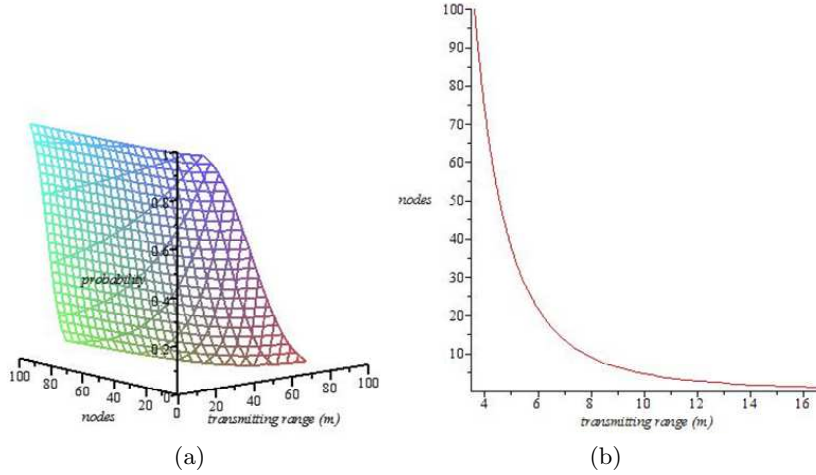 1
0.8
0.6
probability
0.4
0.2
100 80 60 40 20 0
nodes
0 20 40 60 80 100
transmitting range (m)
(a)
100
90
80
70
60
nodes
50
40
30
20
10
4 6 8 10 12 14 16
transmitting range (m)
(b)